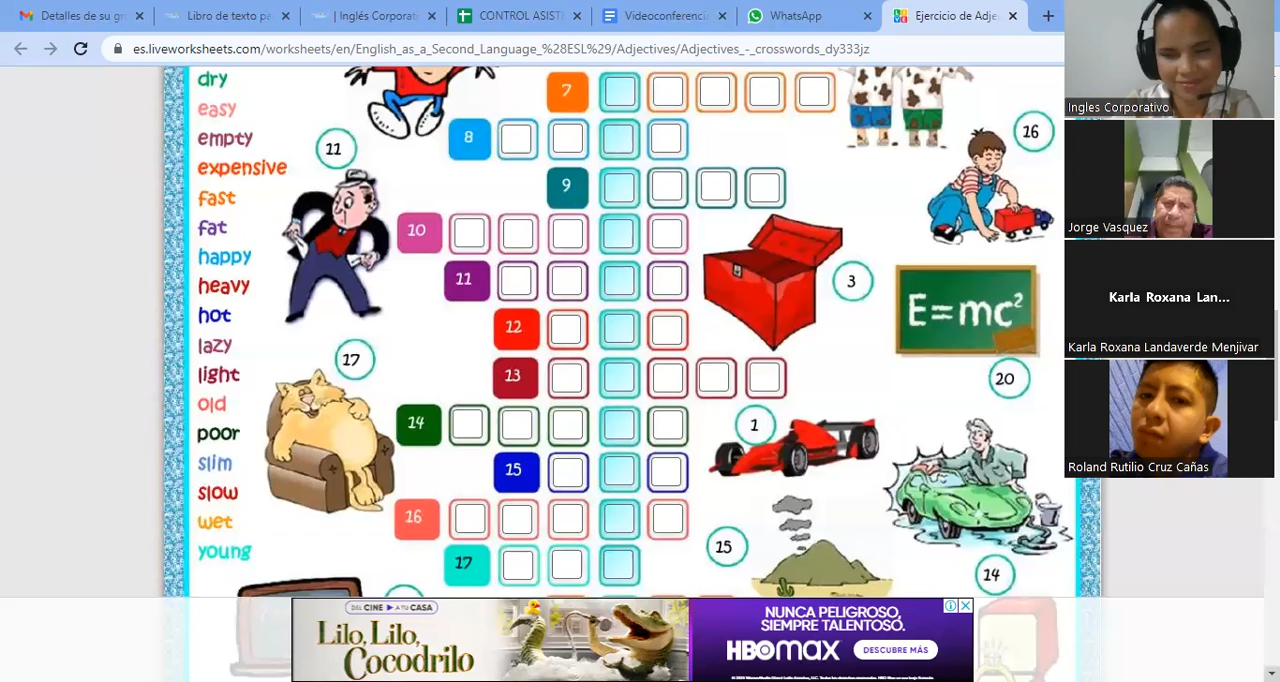 Detalles de su gr
Libro de texto pa
Inglés Corporat
CONTROL ASIST
Videoconferenci
WhatsApp
Ejercicio de Adje
es.liveworksheets.com/worksheets/en/English_as_a_Second_Language_%28ESL%29/Adjectives/Adjectives_-_crosswords_dy333jz
Ingles Corporativo
Jorge Vasquez
Karla Roxana Lan...
Karla Roxana Landaverde Menjivar
Roland Rutilio Cruz Cañas
dry
easy
empty
expensive
fast
fat
happy
heavy
hot
lazy
light
old
poor
slim
slow
wet
young
7
8
9
10
11
12
13
14
15
16
17
11
17
16
3
E=mc²
20
1
15
14
DEL CINE A TU CASA
LILO, LILO,
COCODRILO
NUNCA PELIGROSO,
SIEMPRE TALENTOSO.
HBOMAX
DESCUBRE MÁS